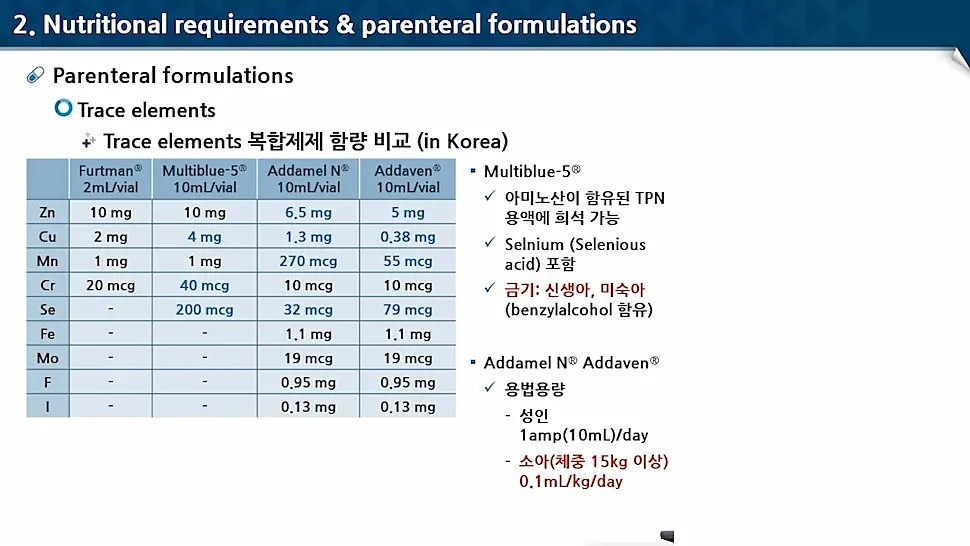 2. Nutritional requirements & parenteral formulations
Parenteral formulations
Trace elements
Trace elements 복합제제 함량 비교 (in Korea)
Furtman® Multiblue-5® Addamel N® Addaven®
2mL/vial 10mL/vial 10mL/vial 10mL/vial
Zn 10 mg 10 mg 6.5 mg 5 mg
Cu 2 mg 4 mg 1.3 mg 0.38 mg
Mn 1 mg 1 mg 270 mcg 55 mcg
Cr 20 mcg 40 mcg 10 mcg 10 mcg
Se - 200 mcg 32 mcg 79 mcg
Fe - - 1.1 mg 1.1 mg
Mo - - 19 mcg 19 mcg
F - - 0.95 mg 0.95 mg
I - - 0.13 mg 0.13 mg
▪ Multiblue-5®
✓ 아미노산이 함유된 TPN
용액에 희석 가능
✓ Selnium (Selenious
acid) 포함
✓ 금기: 신생아, 미숙아
(benzylalcohol 함유)
▪ Addamel N® Addaven®
✓ 용법용량
- 성인
1amp(10mL)/day
- 소아(체중 15kg 이상)
0.1mL/kg/day